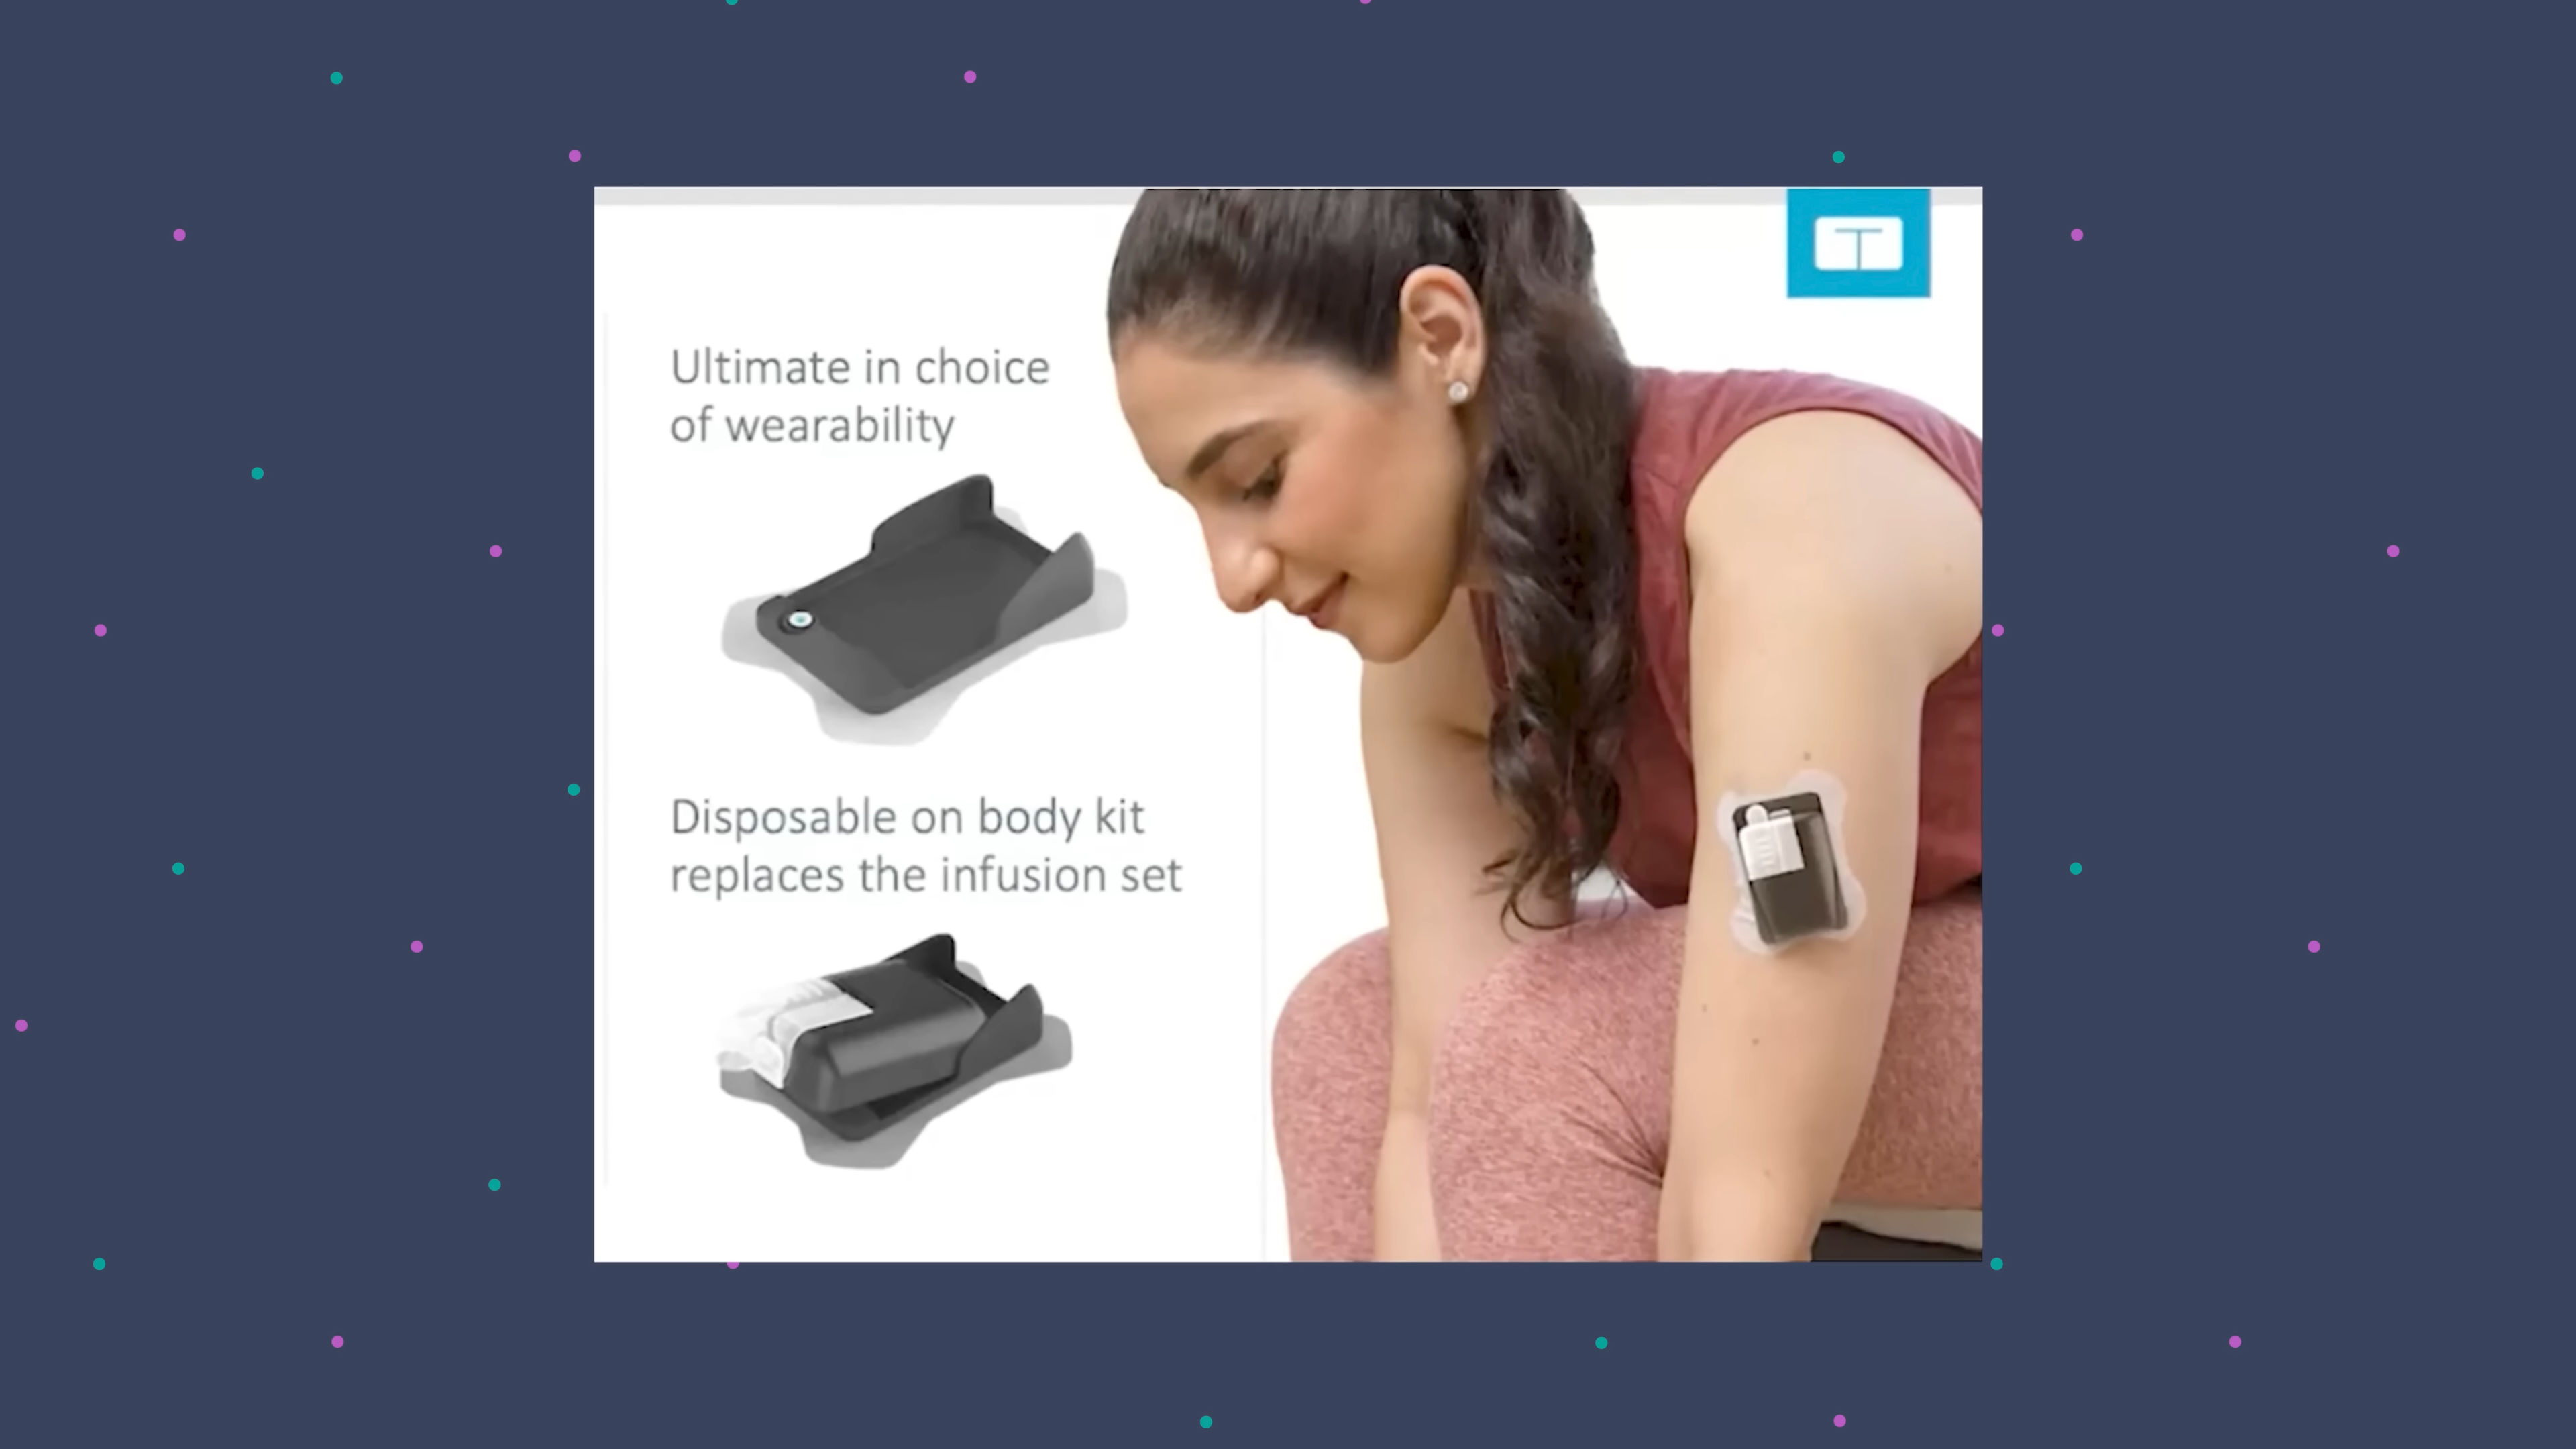 Ultimate in choice
of wearability
Disposable on body kit
replaces the infusion set